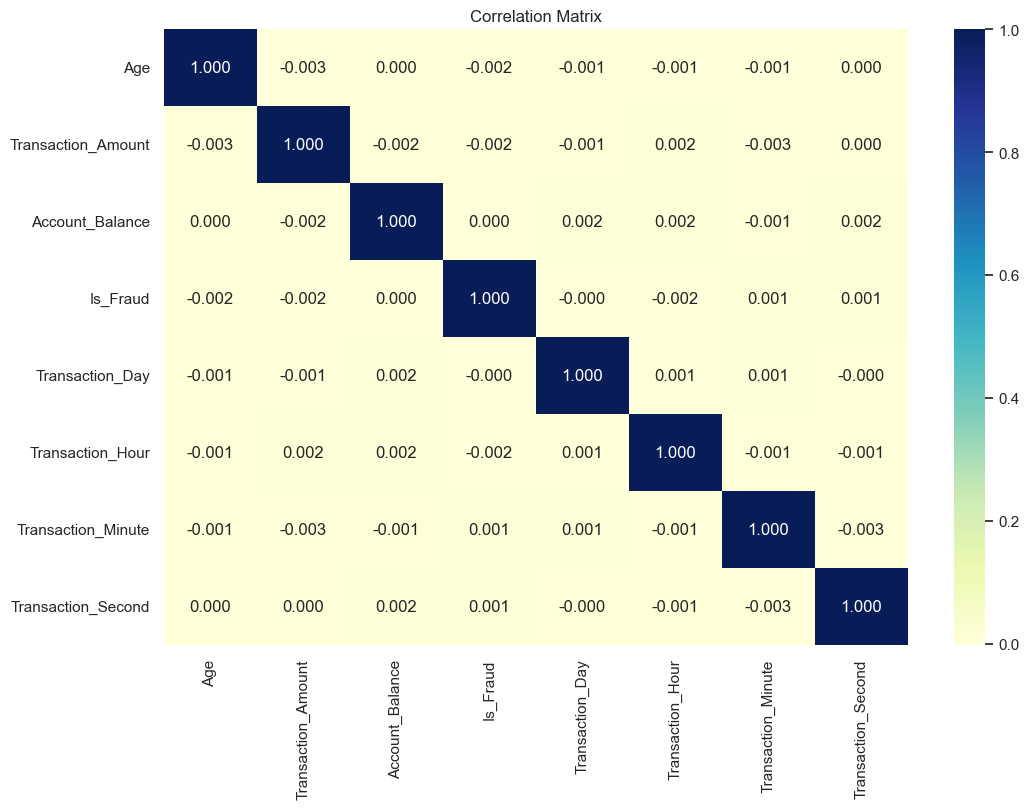 Correlation Matrix
Age 1.000 -0.003 0.000 -0.002 -0.001 -0.001 -0.001 0.000
Transaction_Amount -0.003 1.000 -0.002 -0.002 -0.001 0.002 -0.003 0.000
Account_Balance 0.000 -0.002 1.000 0.000 0.002 0.002 -0.001 0.002
Is_Fraud -0.002 -0.002 0.000 1.000 -0.000 -0.002 0.001 0.001
Transaction_Day -0.001 -0.001 0.002 -0.000 1.000 0.001 0.001 -0.000
Transaction_Hour -0.001 0.002 0.002 -0.002 0.001 1.000 -0.001 -0.001
Transaction_Minute -0.001 -0.003 -0.001 0.001 0.001 -0.001 1.000 -0.003
Transaction_Second 0.000 0.000 0.002 0.001 -0.000 -0.001 -0.003 1.000
Age
Transaction_Amount
Account_Balance
Is_Fraud
Transaction_Day
Transaction_Hour
Transaction_Minute
Transaction_Second
1.0
0.8
0.6
0.4
0.2
0.0